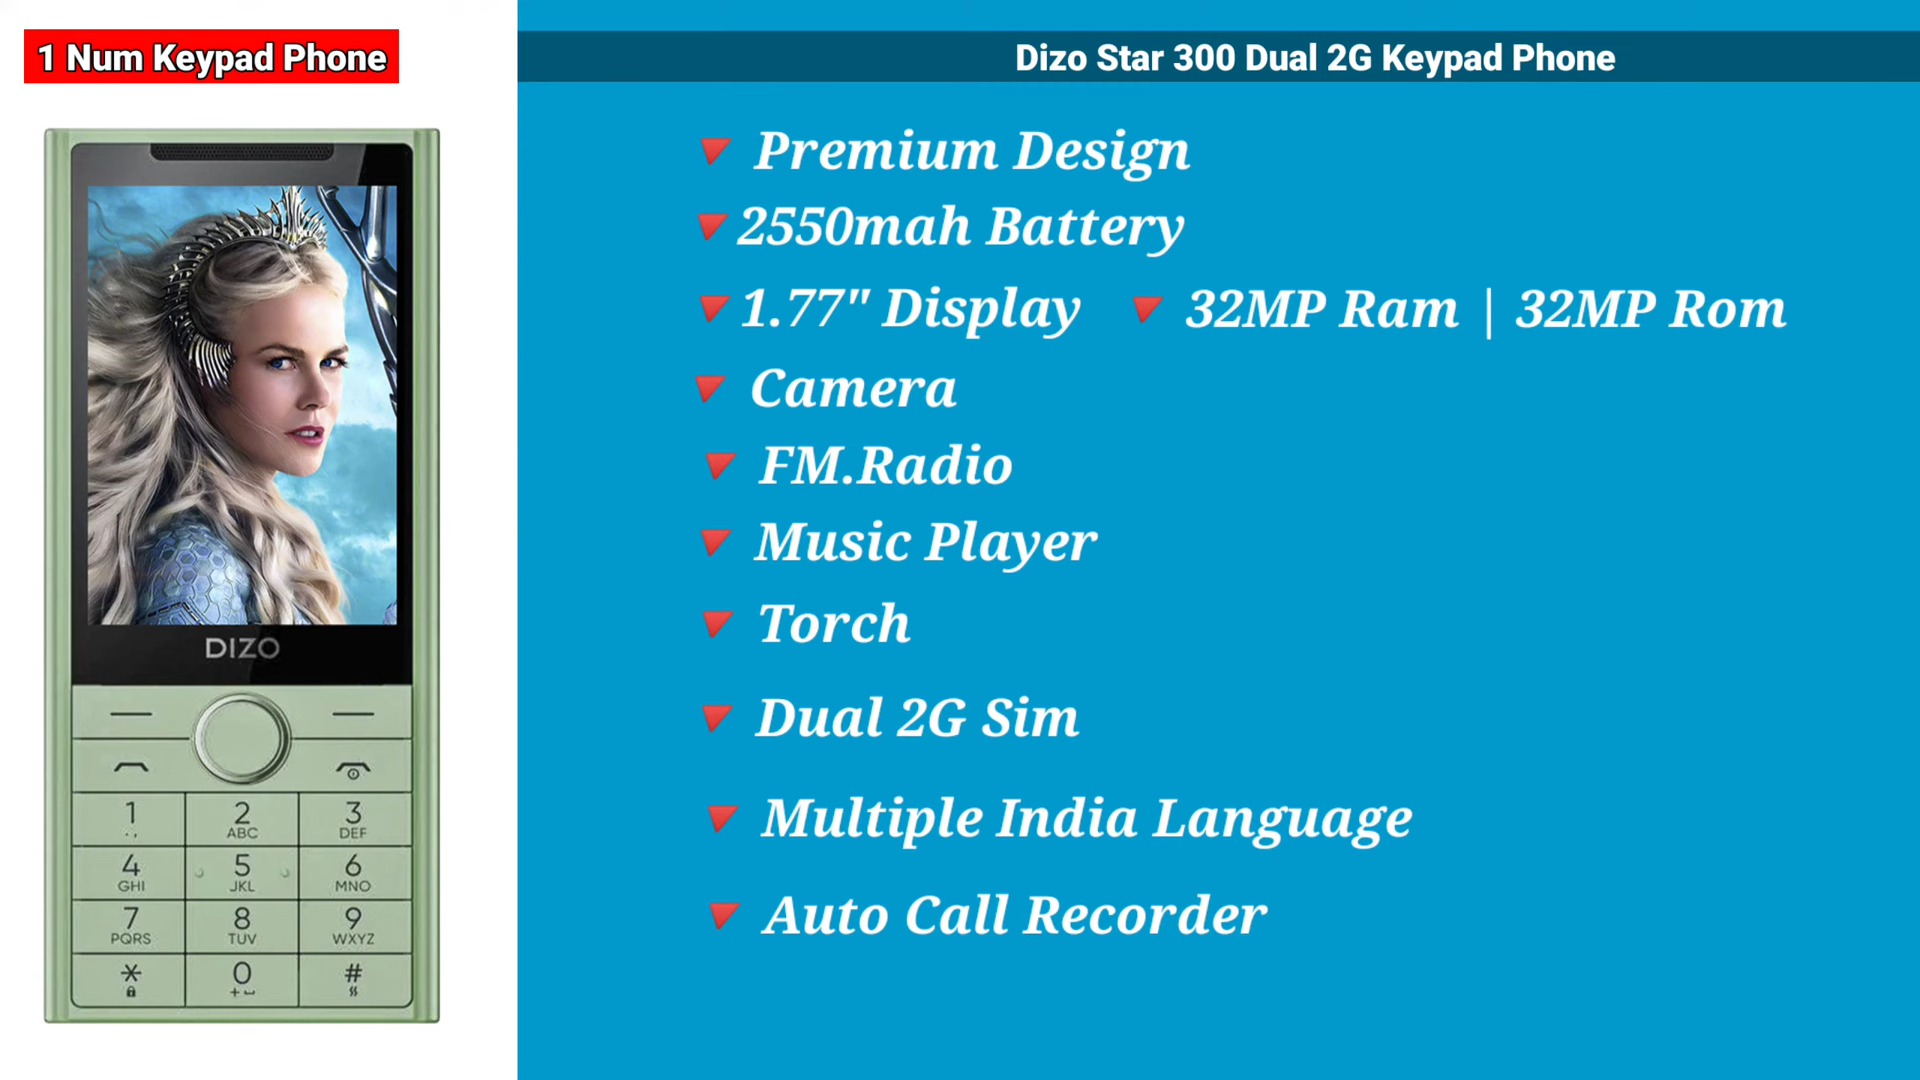 1 Num Keypad Phone
Dizo Star 300 Dual 2G Keypad Phone
Premium Design
2550mah Battery
1.77" Display 32MP Ram | 32MP Rom
Camera
FM.Radio
Music Player
Torch
Dual 2G Sim
Multiple India Language
Auto Call Recorder
DIZO
1 2 3
., ABC DEF
4 5 6
GHI JKL MNO
7 8 9
PQRS TUV WXYZ
* 0 #
+